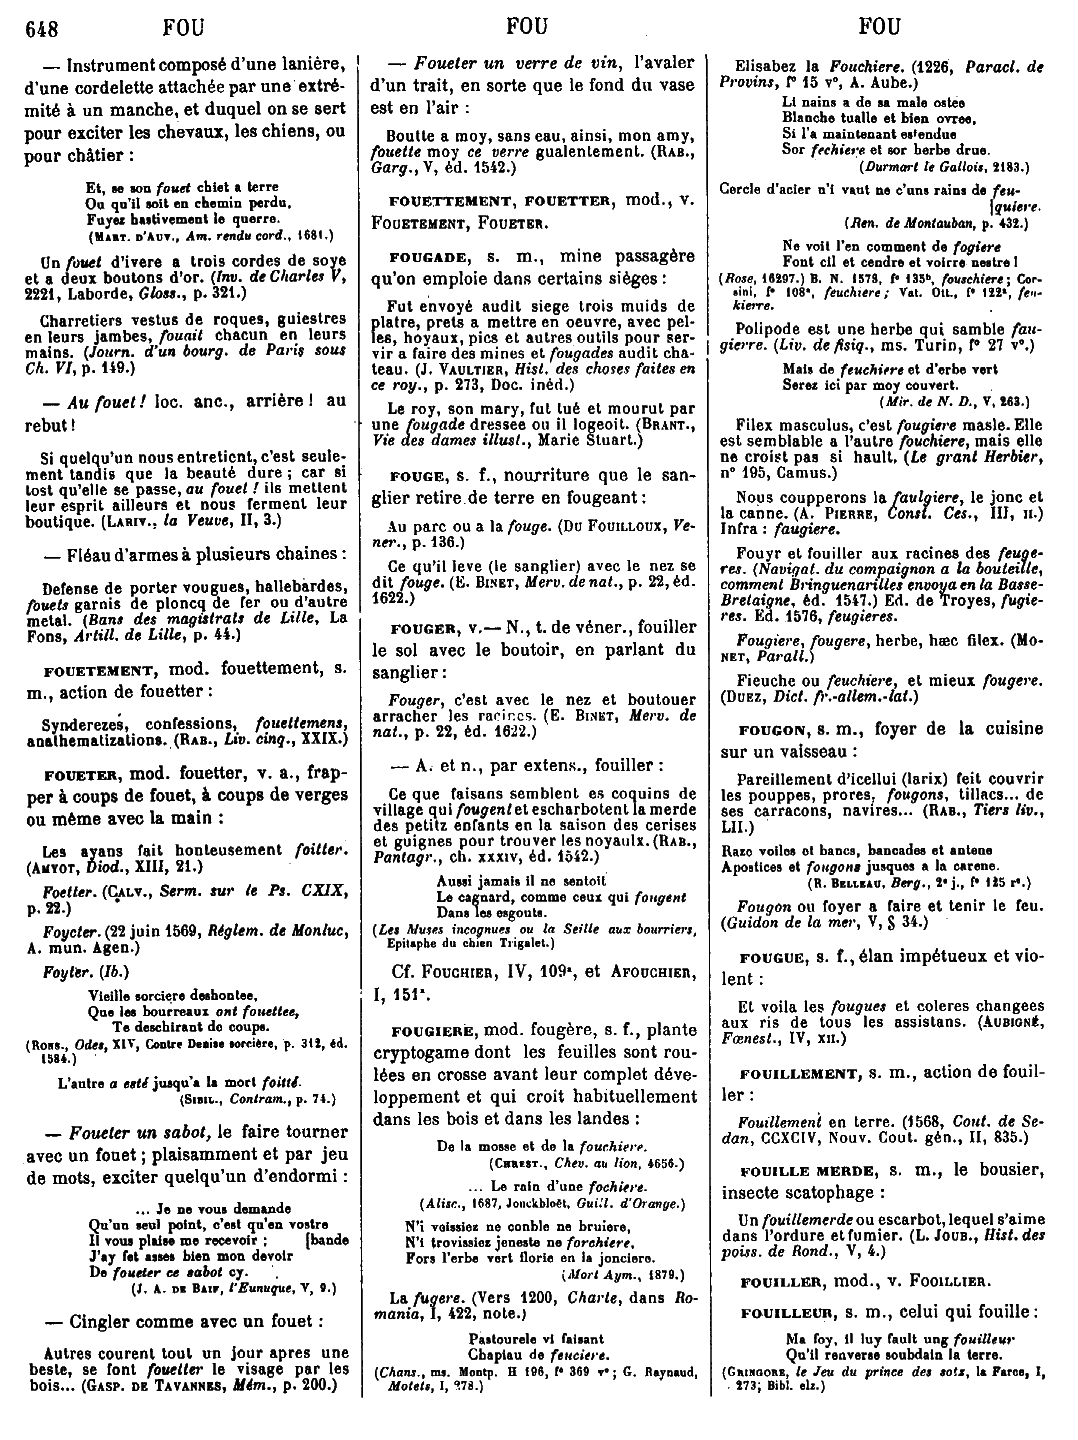 648 FOU FOU FOU
— Instrument composé d'une lanière,
d'une cordelette attachée par une extré-
mité à un manche, et duquel on se sert
pour exciter les chevaux, les chiens, ou
pour châtier :
Et, se son fouet chiet a terre
Ou qu'il soit en chemin perdu,
Fuyez hastivement le querre.
(MART. D'AUV., Am. rendu cord., 1681.)
Un fouet d'ivere a trois cordes de soye
et a deux boutons d'or. (Inv. de Charles V,
2221, Laborde, Gloss., p. 321.)
Charretiers vestus de roques, guiestres
en leurs jambes, fouait chacun en leurs
mains. (Journ. d'un bourg. de Paris sous
Ch. VI, p. 149.)
— Au fouet ! loc. anc., arrière ! au
rebut !
Si quelqu'un nous entretient, c'est seule-
ment tandis que la beauté dure ; car si
tost qu'elle se passe, au fouet ! ils mettent
leur esprit ailleurs et nous ferment leur
boutique. (LARIV., la Veuve, II, 3.)
— Fléau d'armes à plusieurs chaines :
Defense de porter vougues, hallebardes,
fouets garnis de ploncq de fer ou d'autre
metal. (Bans des magistrats de Lille, La
Fons, Artill. de Lille, p. 44.)
FOUETEMENT, mod. fouettement, s.
m., action de fouetter :
Synderezes, confessions, fouettemens,
anathematizations. (RAB., Liv. cinq., XXIX.)
FOUETER, mod. fouetter, v. a., frap-
per à coups de fouet, à coups de verges
ou même avec la main :
Les ayans fait honteusement foitter.
(AMYOT, Diod., XIII, 21.)
Foetter. (CALV., Serm. sur le Ps. CXIX,
p. 22.)
Foycter. (22 juin 1569, Réglem. de Monluc,
A. mun. Agen.)
Foyter. (Ib.)
Vieille sorciere deshontee,
Que les bourreaux ont fouettee,
Te deschirant de coups.
(RONS., Odes, XIV, Contre Denise sorcière, p. 312, éd.
1584.)
L'autre a esté jusqu'a la mort foitté.
(SIBIL., Contram., p. 74.)
— Foueter un sabot, le faire tourner
avec un fouet ; plaisamment et par jeu
de mots, exciter quelqu'un d'endormi :
... Je ne vous demande
Qu'un seul point, c'est qu'en vostre
Il vous plaise me recevoir ; [bande
J'ay fet asses bien mon devoir
De foueter ce sabot cy.
(J. A. DE BAIF, l'Eunuque, V, 9.)
— Cingler comme avec un fouet :
Autres courent tout un jour apres une
beste, se font fouetter le visage par les
bois... (GASP. DE TAVANNES, Mém., p. 200.)
— Foueter un verre de vin, l'avaler
d'un trait, en sorte que le fond du vase
est en l'air :
Boutte a moy, sans eau, ainsi, mon amy,
fouette moy ce verre gualentement. (RAB.,
Garg., V, éd. 1542.)
FOUETTEMENT, FOUETTER, mod., v.
FOUETEMENT, FOUETER.
FOUGADE, s. m., mine passagère
qu'on emploie dans certains siéges :
Fut envoyé audit siege trois muids de
platre, prets a mettre en oeuvre, avec pel-
les, hoyaux, pics et autres outils pour ser-
vir a faire des mines et fougades audit cha-
teau. (J. VAULTIER, Hist. des choses faites en
ce roy., p. 273, Doc. inéd.)
Le roy, son mary, fut tué et mourut par
une fougade dressee ou il logeoit. (BRANT.,
Vie des dames illust., Marie Stuart.)
FOUGE, s. f., nourriture que le san-
glier retire de terre en fougeant :
Au parc ou a la fouge. (DU FOUILLOUX, Ve-
ner., p. 136.)
Ce qu'il leve (le sanglier) avec le nez se
dit fouge. (E. BINET, Merv. de nat., p. 22, éd.
1622.)
FOUGER, v.— N., t. de véner., fouiller
le sol avec le boutoir, en parlant du
sanglier :
Fouger, c'est avec le nez et boutouer
arracher les racines. (E. BINET, Merv. de
nat., p. 22, éd. 1622.)
— A. et n., par extens., fouiller :
Ce que faisans semblent es coquins de
village qui fougent et escharbotent la merde
des petitz enfants en la saison des cerises
et guignes pour trouver les noyaulx. (RAB.,
Pantagr., ch. XXXIV, éd. 1542.)
Aussi jamais il ne sentoit
Le cagnard, comme ceux qui fougent
Dans les esgouts.
(Les Muses incognues ou la Seille aux bourriers,
Epitaphe du chien Trigalet.)
Cf. FOUCHIER, IV, 109ª, et AFOUCHIER,
I, 151ª.
FOUGIERE, mod. fougère, s. f., plante
cryptogame dont les feuilles sont rou-
lées en crosse avant leur complet déve-
loppement et qui croit habituellement
dans les bois et dans les landes :
De la mosse et de la fouchiere.
(CHREST., Chev. au lion, 4656.)
... Le rain d'une fochiere.
(Alisc., 1687, Jonckbloët, Guill. d'Orange.)
N'i veissiez ne conble ne bruiere,
N'i trovissiez jeneste ne forchiere,
Fors l'erbe vert florie en la jonciere.
(Mort Aym., 1879.)
La fugere. (Vers 1200, Charte, dans Ro-
mania, I, 422, note.)
Pastourele vi faisant
Chaplau de feuciere.
(Chans., ms. Montp. H 196, fº 369 rº ; G. Raynaud,
Motets, I, 278.)
Elisabez la Fouchiere. (1226, Paracl. de
Provins, fº 15 vº, A. Aube.)
Li nains a de sa male ostee
Blanche tualle et bien ovree,
Si l'a maintenant estendue
Sor fechiere et sor herbe drue.
(Durmart le Gallois, 2183.)
Cercle d'acier n'i vaut ne c'uns rains de feu-
[quiere.
(Ren. de Montauban, p. 432.)
Ne voit l'en comment de fogiere
Font cil et cendre et voirre nestre !
(Rose, 16297.) B. N. 1573, fº 135ᵇ, fouschiere ; Cor-
sini, fº 108ª, feuchiere ; Vat. Ott., fº 122ª, feu-
kierre.
Polipode est une herbe qui samble fau-
gierre. (Liv. de fisiq., ms. Turin, fº 27 vº.)
Mais de feuchiere et d'erbe vert
Serez ici par moy couvert.
(Mir. de N. D., V, 263.)
Filex masculus, c'est fougiere masle. Elle
est semblable a l'autre fouchiere, mais elle
ne croist pas si hault. (Le grant Herbier,
nº 195, Camus.)
Nous coupperons la faulgiere, le jonc et
la canne. (A. PIERRE, Const. Ces., III, II.)
Infra : faugiere.
Fouyr et fouiller aux racines des feuge-
res. (Navigat. du compaignon a la bouteille,
comment Bringuenarilles envoya en la Basse-
Bretaigne, éd. 1547.) Ed. de Troyes, fugie-
res. Ed. 1576, feugieres.
Fougiere, fougere, herbe, hæc filex. (MO-
NET, Parall.)
Fieuche ou feuchiere, et mieux fougere.
(DUEZ, Dict. fr.-allem.-lat.)
FOUGON, s. m., foyer de la cuisine
sur un vaisseau :
Pareillement d'icellui (larix) feit couvrir
les pouppes, prores, fougons, tillacs... de
ses carracons, navires... (RAB., Tiers liv.,
LII.)
Raze voiles et bancs, bancades et antene
Apostices et fougons jusques a la carene.
(R. BELLEAU, Berg., 2ª j., fº 125 rº.)
Fougon ou foyer a faire et tenir le feu.
(Guidon de la mer, V, § 34.)
FOUGUE, s. f., élan impétueux et vio-
lent :
Et voila les fougues et coleres changees
aux ris de tous les assistans. (AUBIGNÉ,
Fœnest., IV, XII.)
FOUILLEMENT, s. m., action de fouil-
ler :
Fouillement en terre. (1568, Cout. de Se-
dan, CCXCIV, Nouv. Cout. gén., II, 835.)
FOUILLE MERDE, s. m., le bousier,
insecte scatophage :
Un fouillemerde ou escarbot, lequel s'aime
dans l'ordure et fumier. (L. JOUB., Hist. des
poiss. de Rond., V, 4.)
FOUILLER, mod., v. FOOILLIER.
FOUILLEUR, s. m., celui qui fouille :
Ma foy, il luy fault ung fouilleur
Qu'il renverse soubdain la terre.
(GRINGORE, le Jeu du prince des sotz, la Farce, I,
273 ; Bibl. elz.)